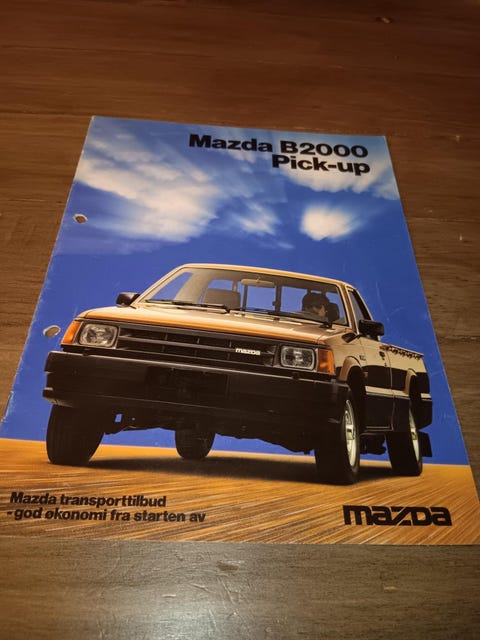 Mazda B2000
Pick-up
mazda
Mazda transporttilbud
- god økonomi fra starten av
mazda